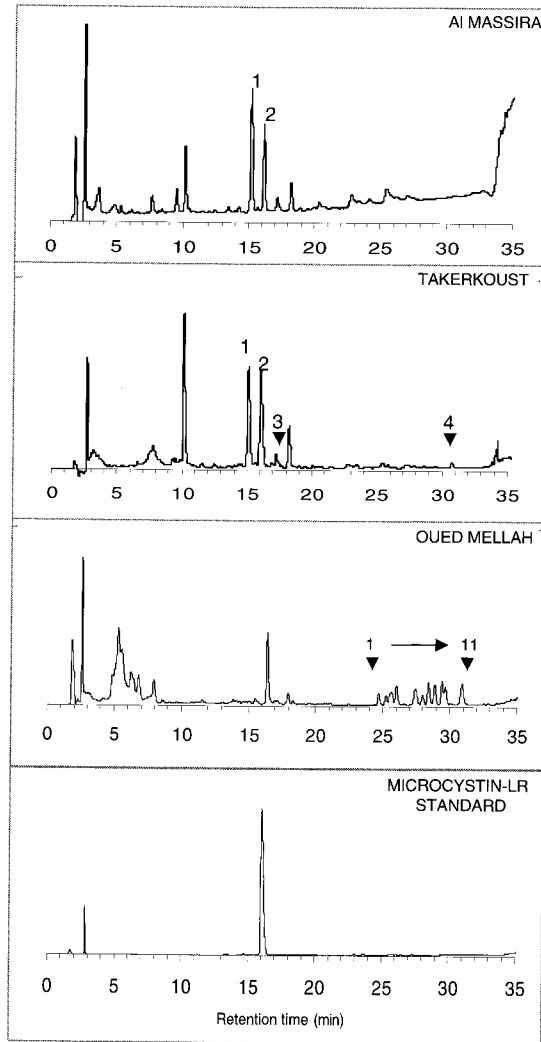 AI MASSIRA
1
2
0 5 10 15 20 25 30 35
TAKERKOUST
1
2
3
4
0 5 10 15 20 25 30 35
OUED MELLAH
1 11
0 5 10 15 20 25 30 35
MICROCYSTIN-LR
STANDARD
0 5 10 15 20 25 30 35
Retention time (min)